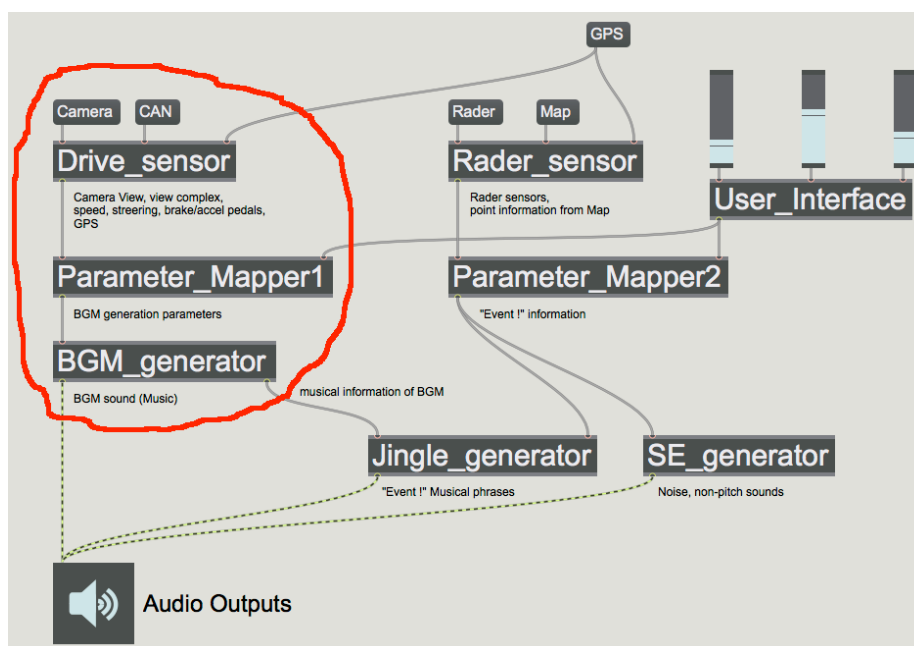 GPS
Camera
CAN
Rader
Map
Drive_sensor
Rader_sensor
Camera View, view complex,
speed, streering, brake/accel pedals,
GPS
Rader sensors,
point information from Map
User_Interface
Parameter_Mapper1
Parameter_Mapper2
BGM generation parameters
"Event !" information
BGM_generator
BGM sound (Music)
musical information of BGM
Jingle_generator
SE_generator
"Event !" Musical phrases
Noise, non-pitch sounds
Audio Outputs